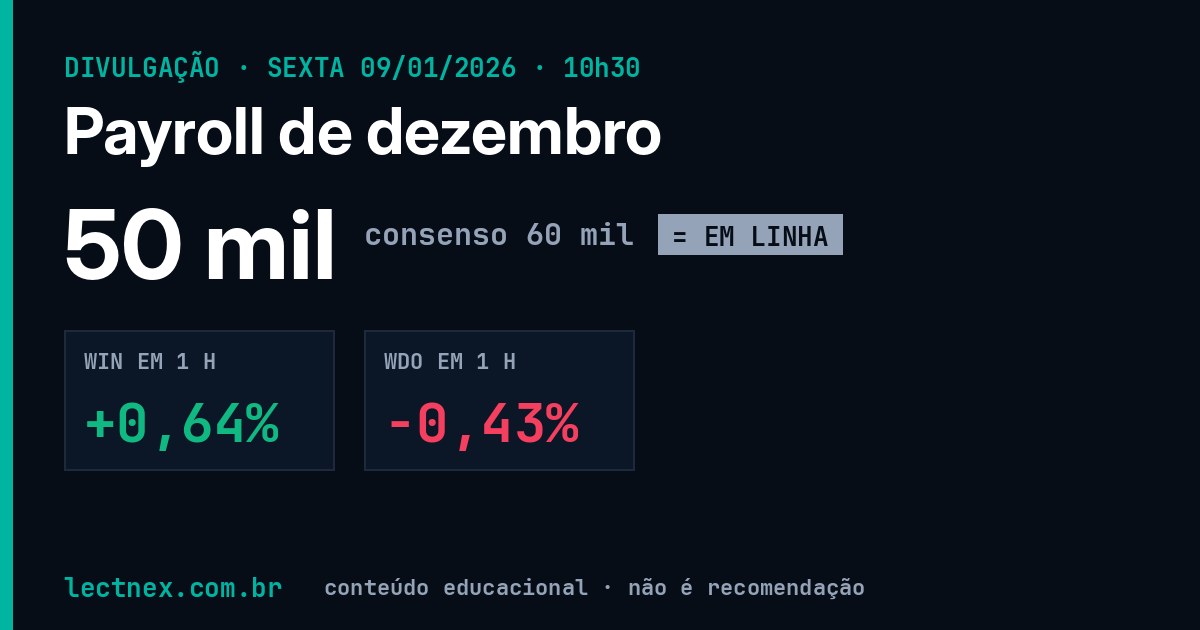 DIVULGAÇÃO · SEXTA 09/01/2026 · 10h30
Payroll de dezembro
50 mil consenso 60 mil = EM LINHA
WIN EM 1 H
+0,64%
WDO EM 1 H
-0,43%
lectnex.com.br conteúdo educacional · não é recomendação